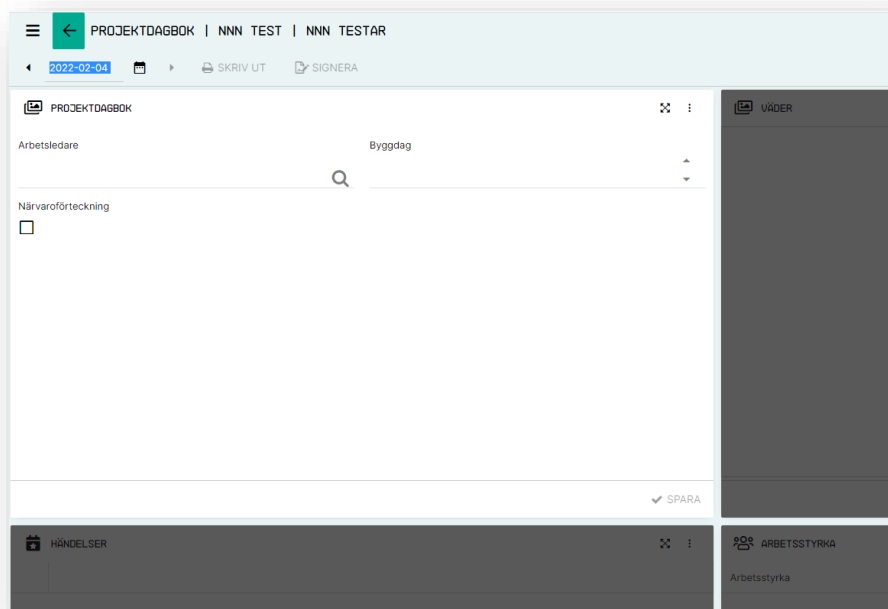 PROJEKTDAGBOK | NNN TEST | NNN TESTAR
2022-02-04 SKRIV UT SIGNERA
PROJEKTDAGBOK
Arbetsledare
Byggdag
Närvaroförteckning
SPARA
VÄDER
HÄNDELSER
ARBETSSTYRKA
Arbetsstyrka